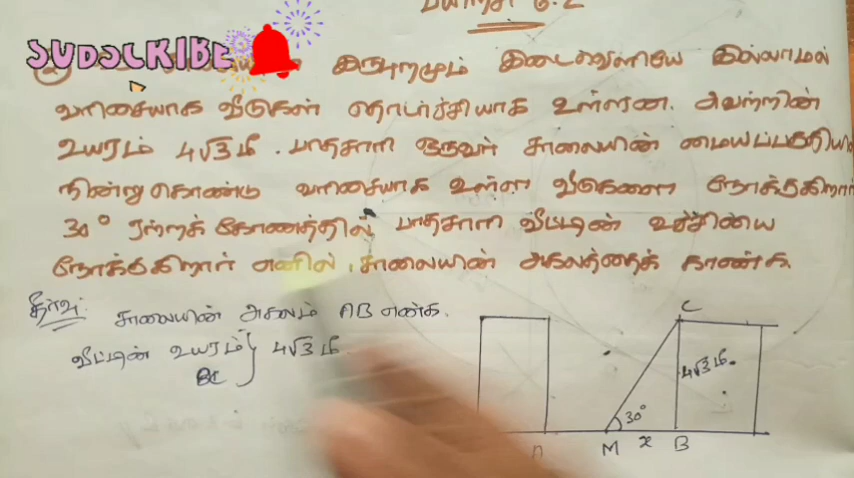 பயிற்சி 6.2
SUBSCRIBE
இருபுறமும் இடைவெளியே இல்லாமல்
வரிசையாக வீடுகள் தொடர்ச்சியாக உள்ளன. அவற்றின்
உயரம் 4√3 மீ. பாதசாரி ஒருவர் சாலையின் மையப்பகுதியில்
நின்றுகொண்டு வரிசையாக உள்ள வீடுகளை நோக்குகிறார்
30° ஏற்றக் கோணத்தில் பாதசாரி வீட்டின் உச்சியை
நோக்குகிறார் எனில், சாலையின் அகலத்தைக் காண்க.
தீர்வு: சாலையின் அகலம் AB என்க.
வீட்டின் உயரம் } 4√3 மீ
BC
C
4√3 மீ.
30°
M x B